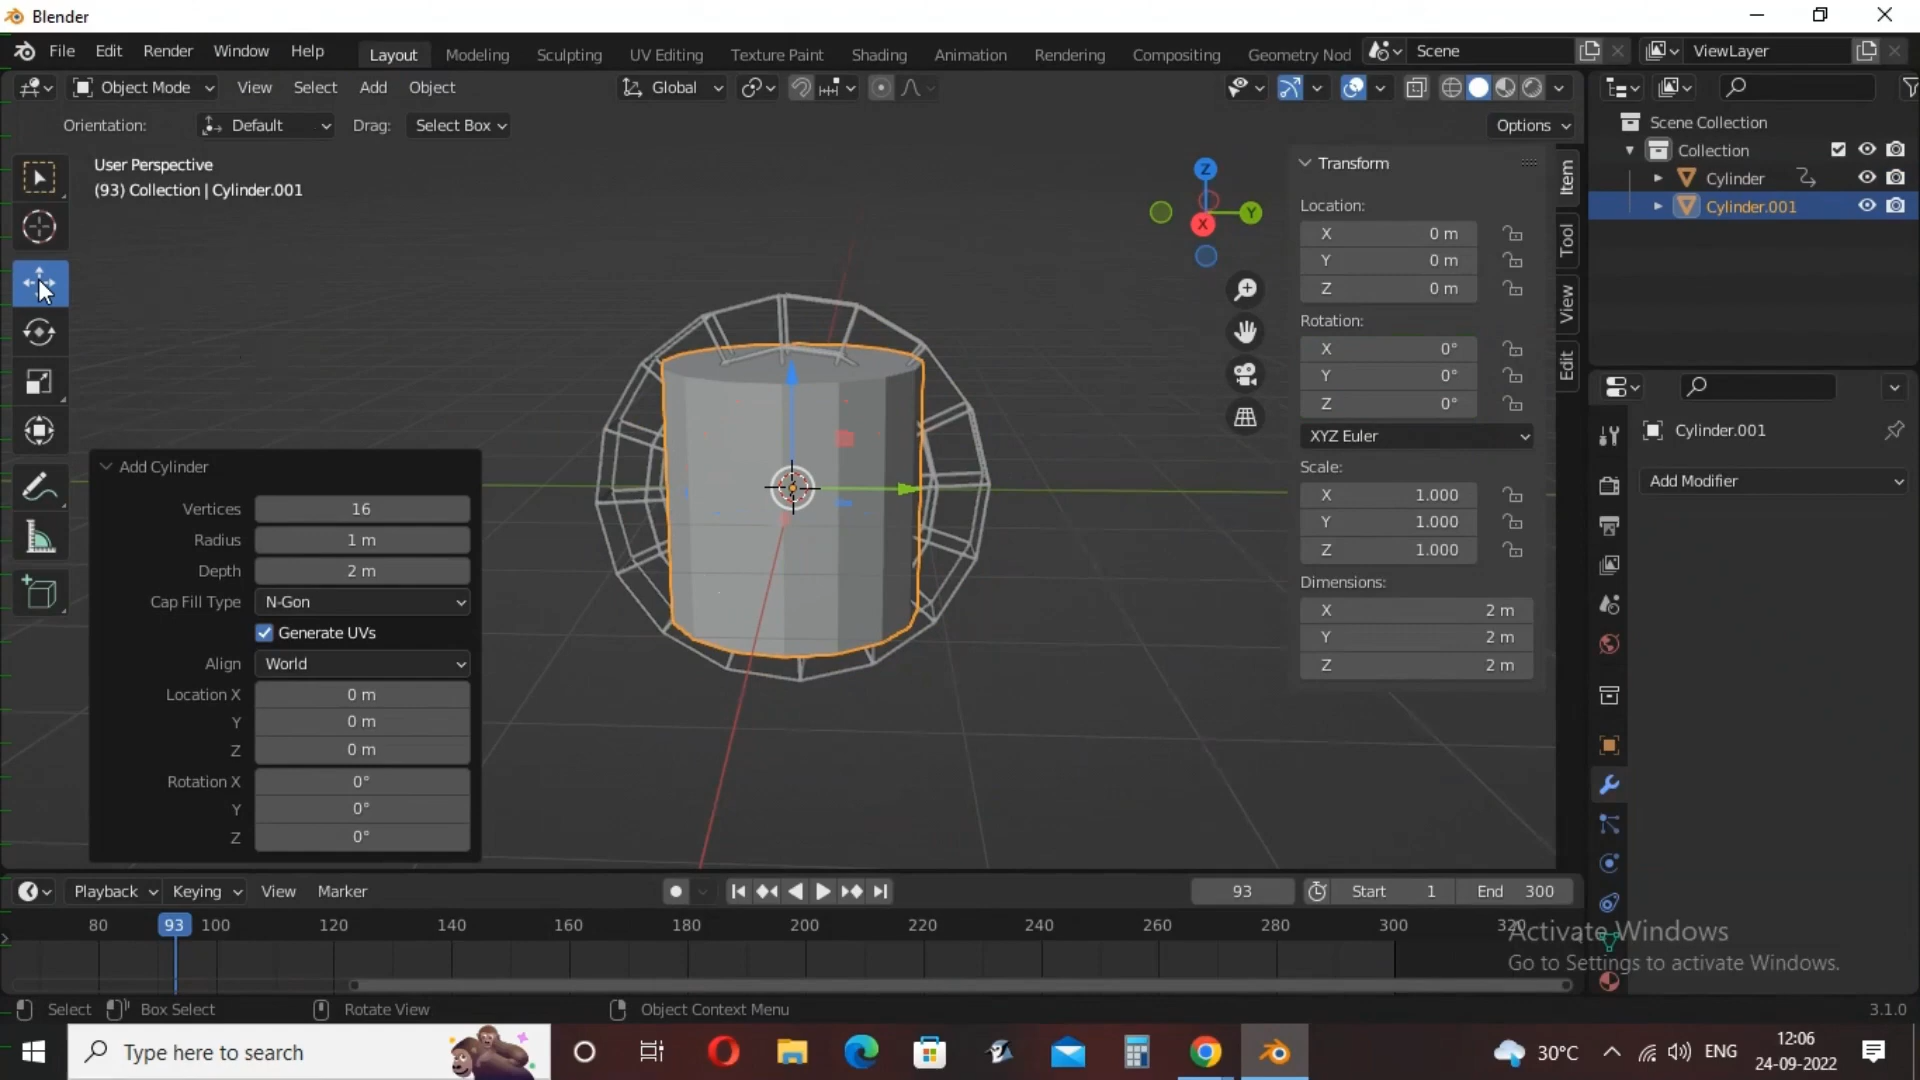 Blender
File Edit Render Window Help Layout Modeling Sculpting UV Editing Texture Paint Shading Animation Rendering Compositing Geometry Nod Scene ViewLayer
Object Mode View Select Add Object Global
Orientation: Default Drag: Select Box Options
User Perspective
(93) Collection | Cylinder.001
Z
Y
X
Transform
Location:
X 0 m
Y 0 m
Z 0 m
Rotation:
X 0°
Y 0°
Z 0°
XYZ Euler
Scale:
X 1.000
Y 1.000
Z 1.000
Dimensions:
X 2 m
Y 2 m
Z 2 m
Item
Tool
View
Edit
Scene Collection
Collection
Cylinder
Cylinder.001
Cylinder.001
Add Modifier
Add Cylinder
Vertices 16
Radius 1 m
Depth 2 m
Cap Fill Type N-Gon
Generate UVs
Align World
Location X 0 m
Y 0 m
Z 0 m
Rotation X 0°
Y 0°
Z 0°
Playback Keying View Marker 93 Start 1 End 300
80 93 100 120 140 160 180 200 220 240 260 280 300 320
Activate Windows
Go to Settings to activate Windows.
Select Box Select Rotate View Object Context Menu 3.1.0
Type here to search 30°C ENG 12:06
24-09-2022